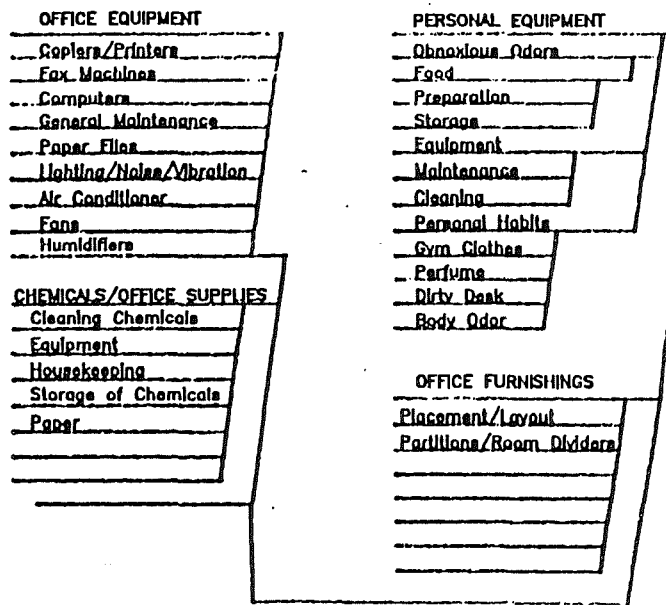 OFFICE EQUIPMENT
Copiers/Printers
Fax Machines
Computers
General Maintenance
Paper Files
Lighting/Noise/Vibration
Air Conditioner
Fans
Humidifiers
CHEMICALS/OFFICE SUPPLIES
Cleaning Chemicals
Equipment
Housekeeping
Storage of Chemicals
Paper
PERSONAL EQUIPMENT
Obnoxious Odors
Food
Preparation
Storage
Equipment
Maintenance
Cleaning
Personal Habits
Gym Clothes
Perfume
Dirty Desk
Body Odor
OFFICE FURNISHINGS
Placement/Layout
Partitions/Room Dividers